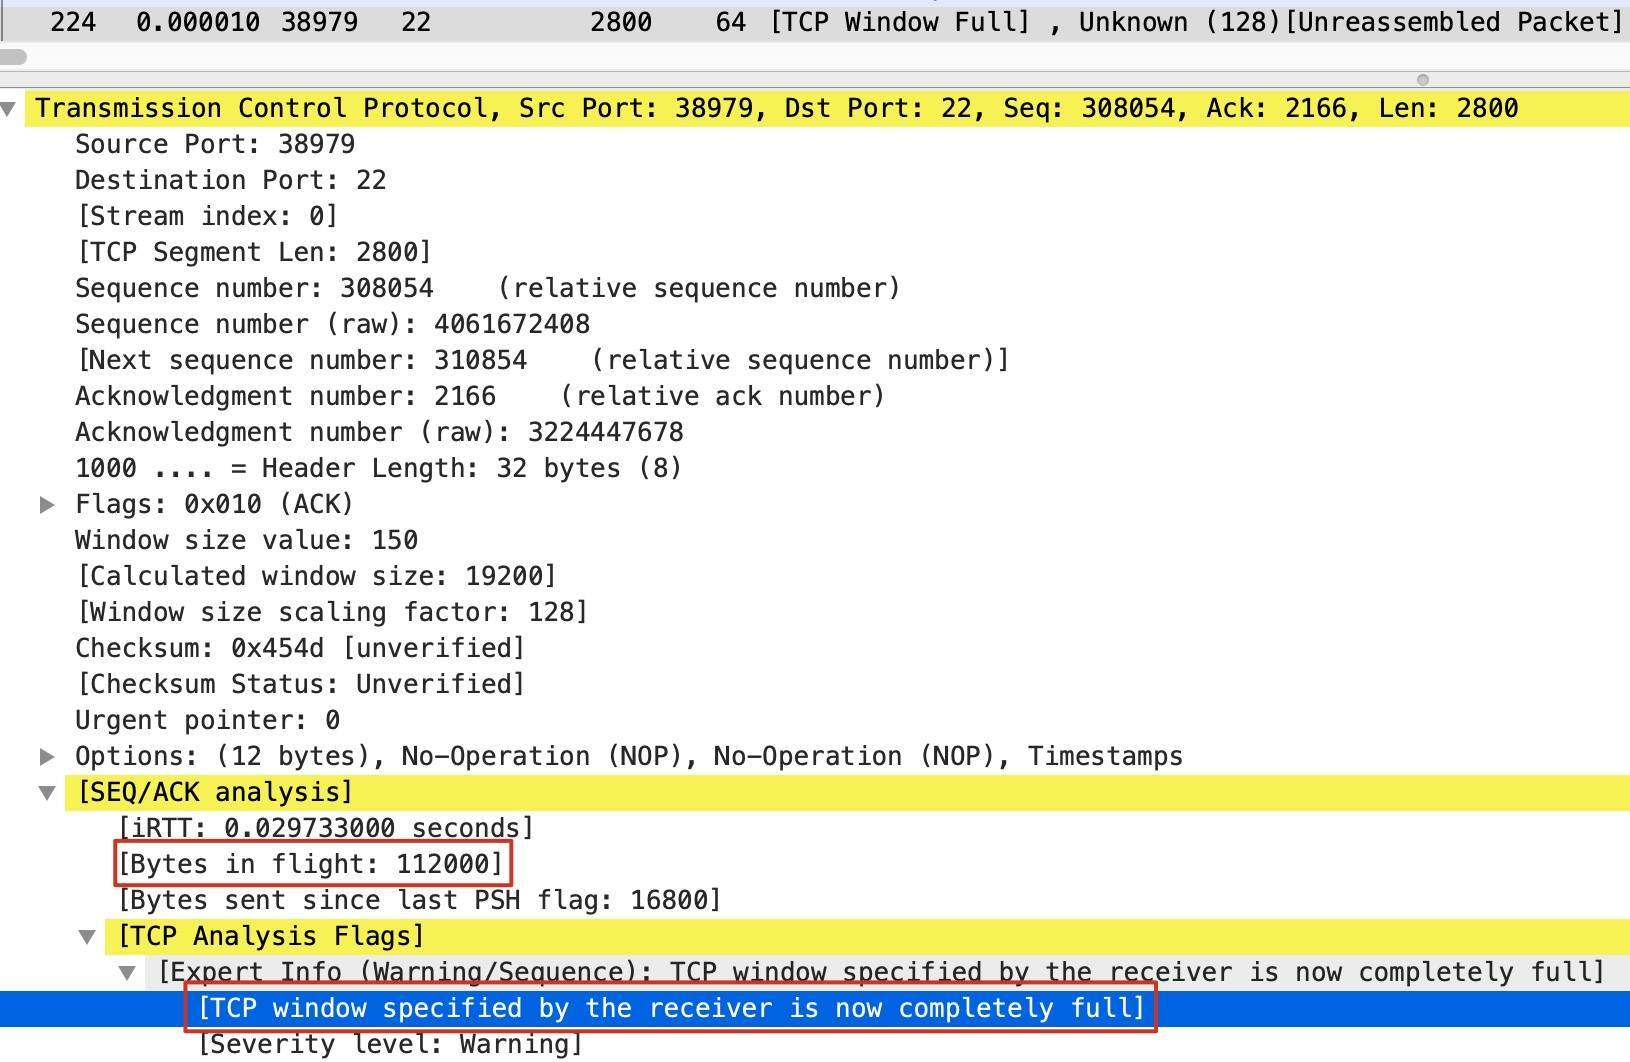 224 0.000010 38979 22 2800 64 [TCP Window Full] , Unknown (128)[Unreassembled Packet]
Transmission Control Protocol, Src Port: 38979, Dst Port: 22, Seq: 308054, Ack: 2166, Len: 2800
Source Port: 38979
Destination Port: 22
[Stream index: 0]
[TCP Segment Len: 2800]
Sequence number: 308054 (relative sequence number)
Sequence number (raw): 4061672408
[Next sequence number: 310854 (relative sequence number)]
Acknowledgment number: 2166 (relative ack number)
Acknowledgment number (raw): 3224447678
1000 .... = Header Length: 32 bytes (8)
Flags: 0x010 (ACK)
Window size value: 150
[Calculated window size: 19200]
[Window size scaling factor: 128]
Checksum: 0x454d [unverified]
[Checksum Status: Unverified]
Urgent pointer: 0
Options: (12 bytes), No-Operation (NOP), No-Operation (NOP), Timestamps
[SEQ/ACK analysis]
[iRTT: 0.029733000 seconds]
[Bytes in flight: 112000]
[Bytes sent since last PSH flag: 16800]
[TCP Analysis Flags]
[Expert Info (Warning/Sequence): TCP window specified by the receiver is now completely full]
[TCP window specified by the receiver is now completely full]
[Severity level: Warning]